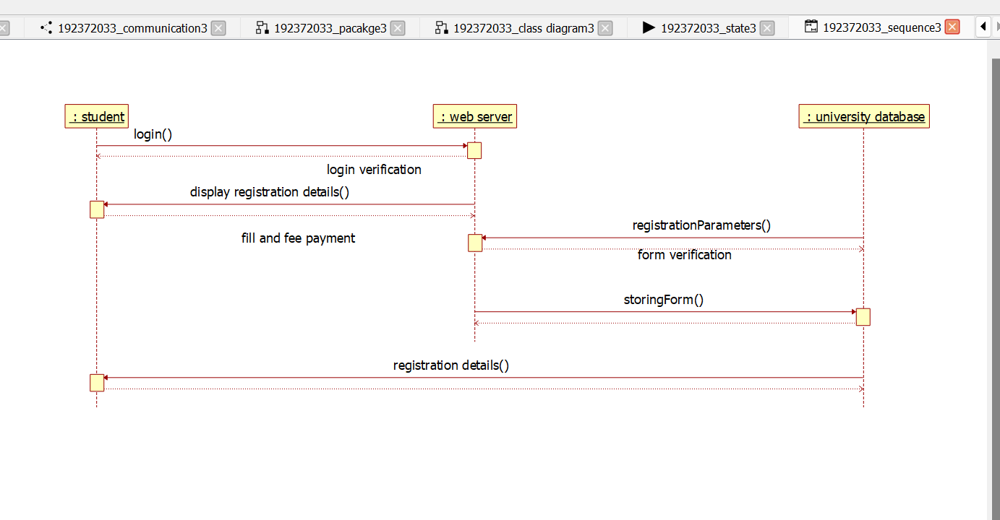 192372033_communication3
192372033_pacakge3
192372033_class diagram3
192372033_state3
192372033_sequence3
: student
: web server
: university database
login()
login verification
display registration details()
registrationParameters()
fill and fee payment
form verification
storingForm()
registration details()